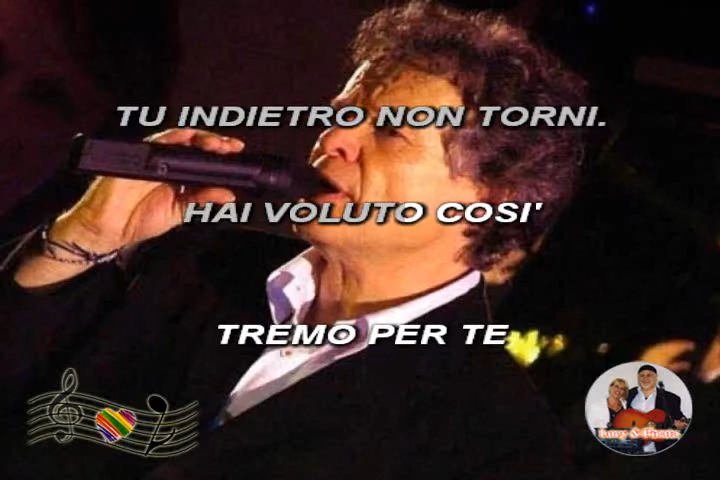 TU INDIETRO NON TORNI.
HAI VOLUTO COSI'
TREMO PER TE